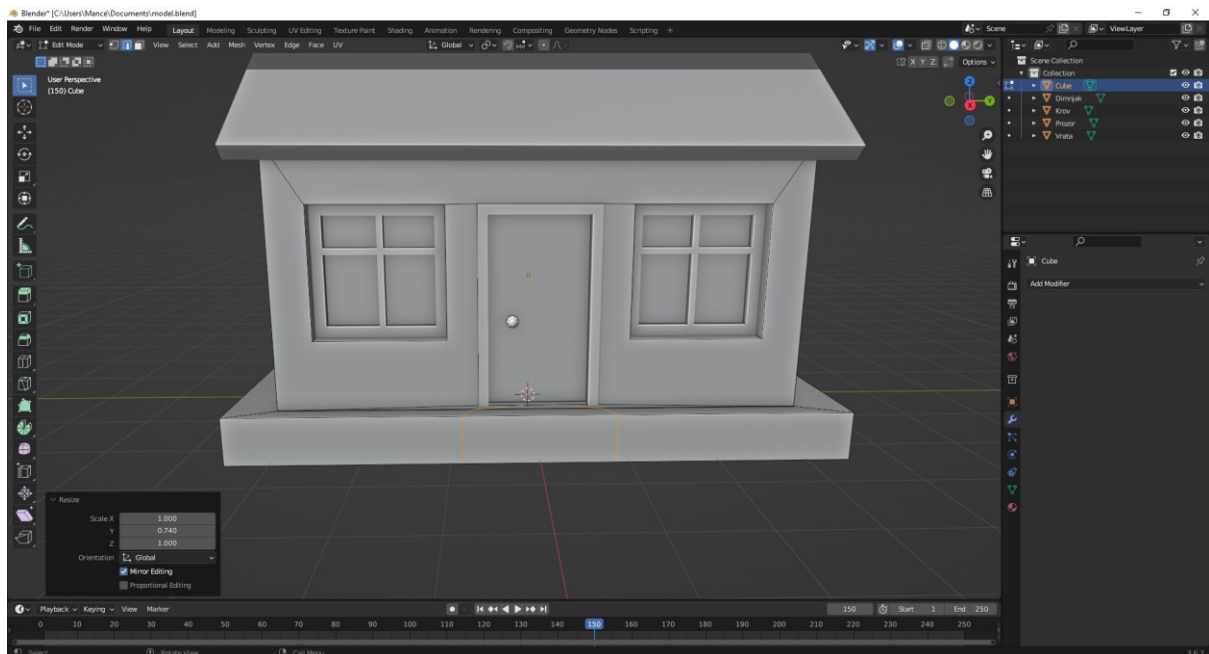 Blender* [C:\Users\Mance\Documents\model.blend]
File Edit Render Window Help Layout Modeling Sculpting UV Editing Texture Paint Shading Animation Rendering Compositing Geometry Nodes Scripting + Scene ViewLayer
Edit Mode View Select Add Mesh Vertex Edge Face UV Global
X Y Z Options
User Perspective
(150) Cube
Z
Y
X
Scene Collection
Collection
Cube
Dimnjak
Krov
Prozor
Vrata
Cube
Add Modifier
Resize
Scale X 1.000
Y 0.740
Z 1.000
Orientation Global
Mirror Editing
Proportional Editing
Playback Keying View Marker 150 Start 1 End 250
0 10 20 30 40 50 60 70 80 90 100 110 120 130 140 150 160 170 180 190 200 210 220 230 240 250
Select Rotate View Call Menu 3.6.2